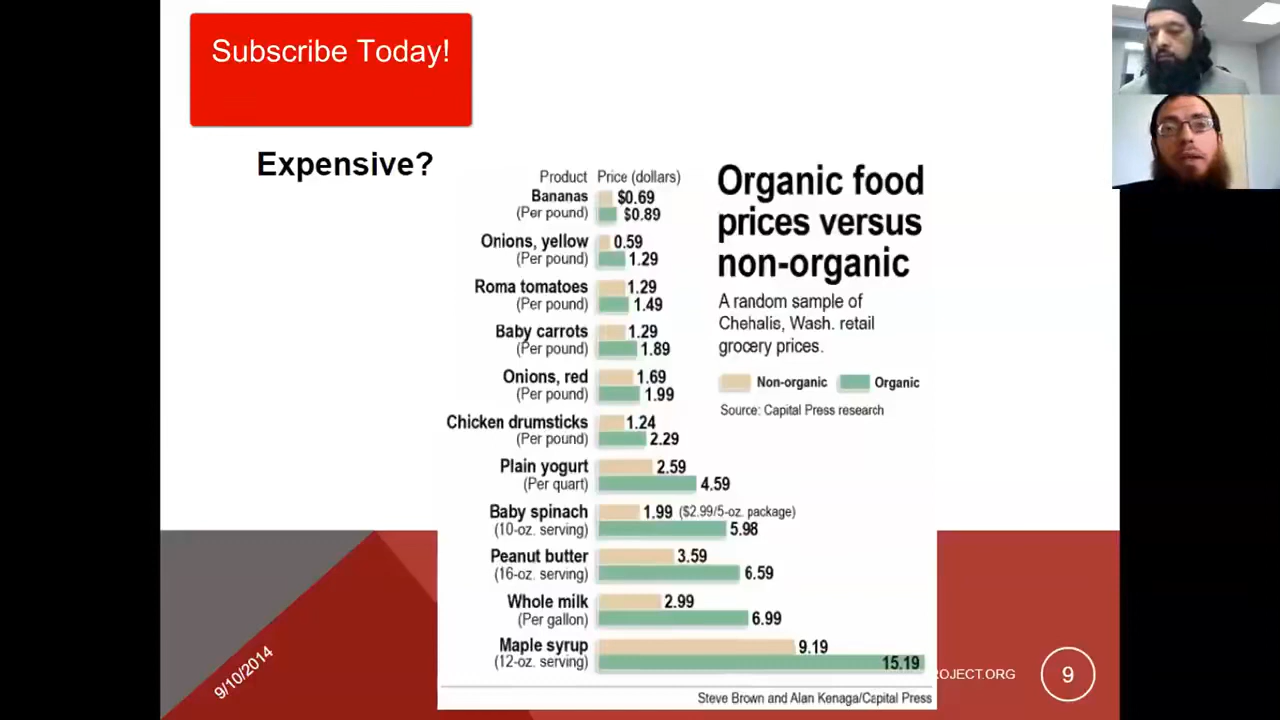 Subscribe Today!
Expensive?
Organic food
prices versus
non-organic
A random sample of
Chehalis, Wash. retail
grocery prices.
Non-organic Organic
Source: Capital Press research
Product Price (dollars)
Bananas $0.69
(Per pound) $0.89
Onions, yellow 0.59
(Per pound) 1.29
Roma tomatoes 1.29
(Per pound) 1.49
Baby carrots 1.29
(Per pound) 1.89
Onions, red 1.69
(Per pound) 1.99
Chicken drumsticks 1.24
(Per pound) 2.29
Plain yogurt 2.59
(Per quart) 4.59
Baby spinach 1.99 ($2.99/5-oz. package)
(10-oz. serving) 5.98
Peanut butter 3.59
(16-oz. serving) 6.59
Whole milk 2.99
(Per gallon) 6.99
Maple syrup 9.19
(12-oz. serving) 15.19
Steve Brown and Alan Kenaga/Capital Press
9/10/2014
ROJECT.ORG
9